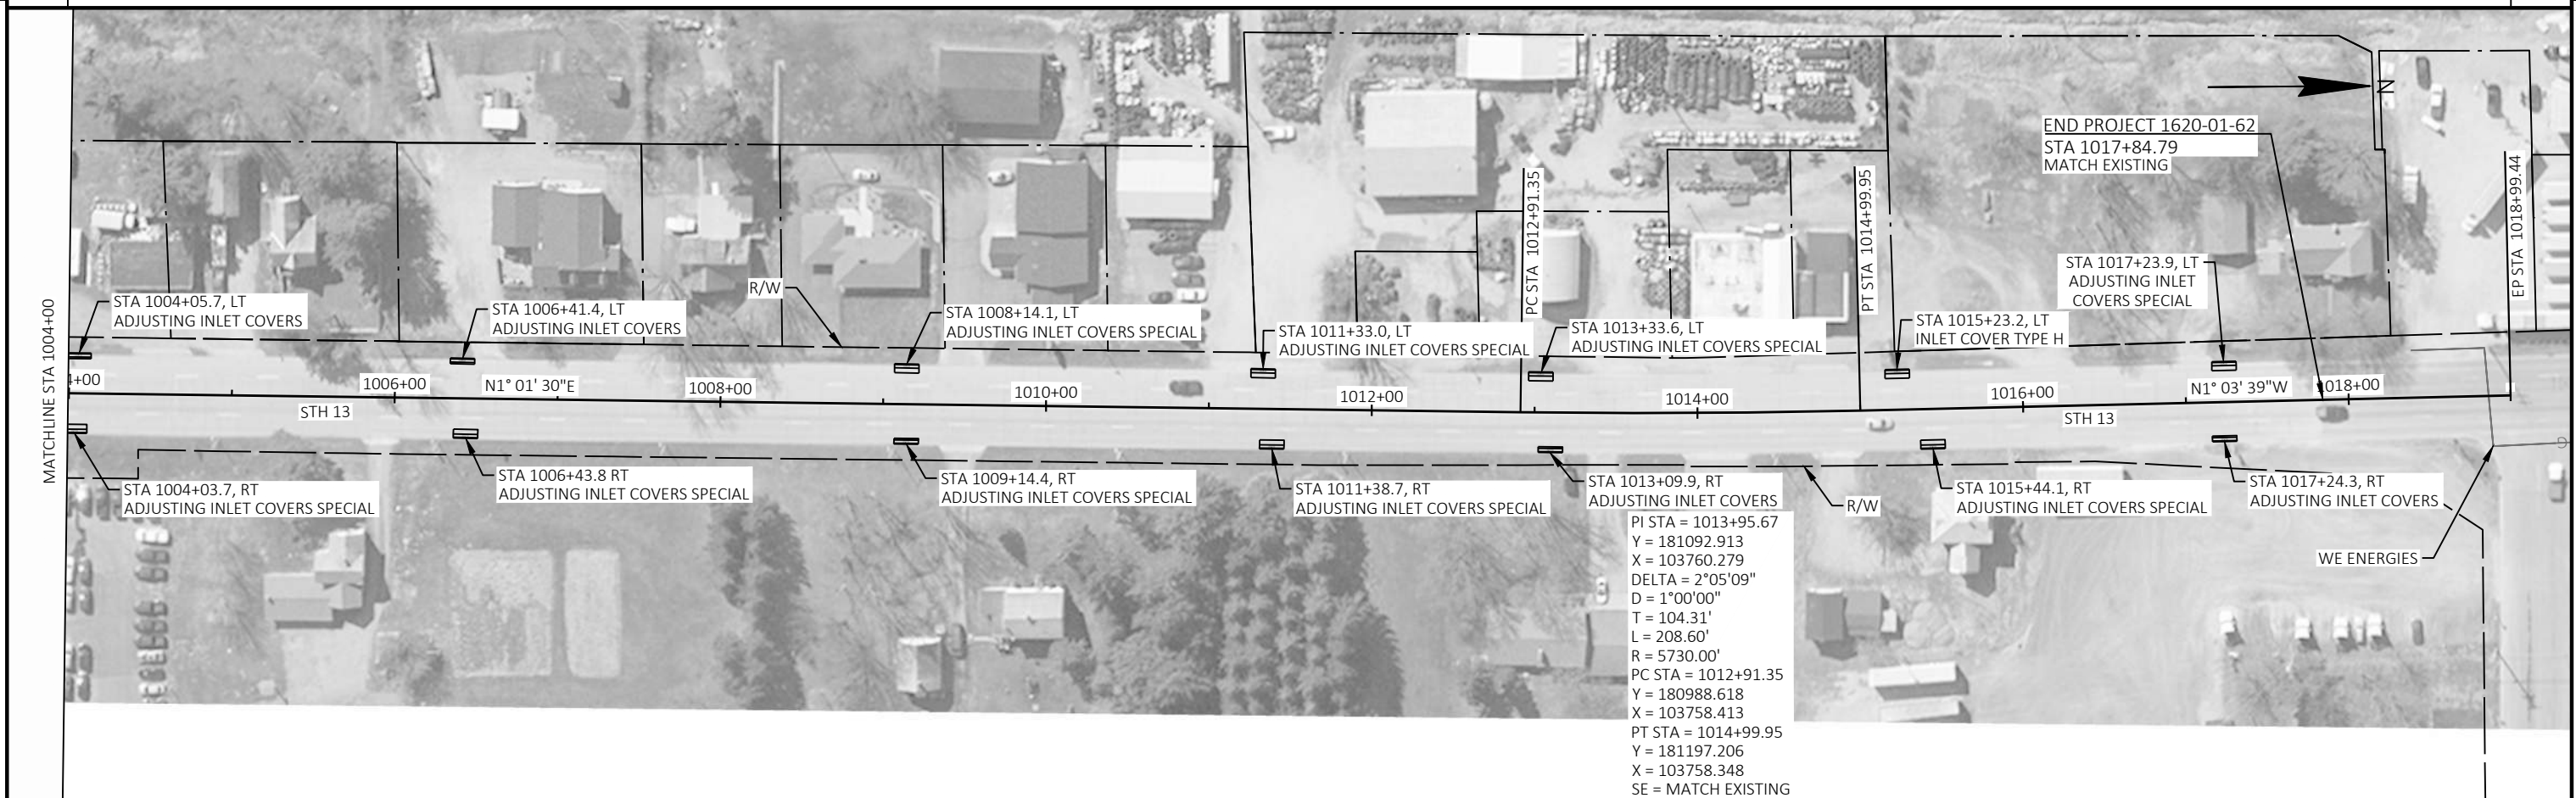 MATCHLINE STA 1004+00
END PROJECT 1620-01-62
STA 1017+84.79
MATCH EXISTING
N
PC STA 1012+91.35
PT STA 1014+99.95
EP STA 1018+99.44
STA 1004+05.7, LT
ADJUSTING INLET COVERS
STA 1006+41.4, LT
ADJUSTING INLET COVERS
R/W
STA 1008+14.1, LT
ADJUSTING INLET COVERS SPECIAL
STA 1011+33.0, LT
ADJUSTING INLET COVERS SPECIAL
STA 1013+33.6, LT
ADJUSTING INLET COVERS SPECIAL
STA 1015+23.2, LT
INLET COVER TYPE H
STA 1017+23.9, LT
ADJUSTING INLET
COVERS SPECIAL
4+00
1006+00
N1° 01' 30"E
1008+00
1010+00
1012+00
1014+00
1016+00
N1° 03' 39"W
1018+00
STH 13
STH 13
STA 1004+03.7, RT
ADJUSTING INLET COVERS SPECIAL
STA 1006+43.8 RT
ADJUSTING INLET COVERS SPECIAL
STA 1009+14.4, RT
ADJUSTING INLET COVERS SPECIAL
STA 1011+38.7, RT
ADJUSTING INLET COVERS SPECIAL
STA 1013+09.9, RT
ADJUSTING INLET COVERS
R/W
STA 1015+44.1, RT
ADJUSTING INLET COVERS SPECIAL
STA 1017+24.3, RT
ADJUSTING INLET COVERS
WE ENERGIES
PI STA = 1013+95.67
Y = 181092.913
X = 103760.279
DELTA = 2°05'09"
D = 1°00'00"
T = 104.31'
L = 208.60'
R = 5730.00'
PC STA = 1012+91.35
Y = 180988.618
X = 103758.413
PT STA = 1014+99.95
Y = 181197.206
X = 103758.348
SE = MATCH EXISTING